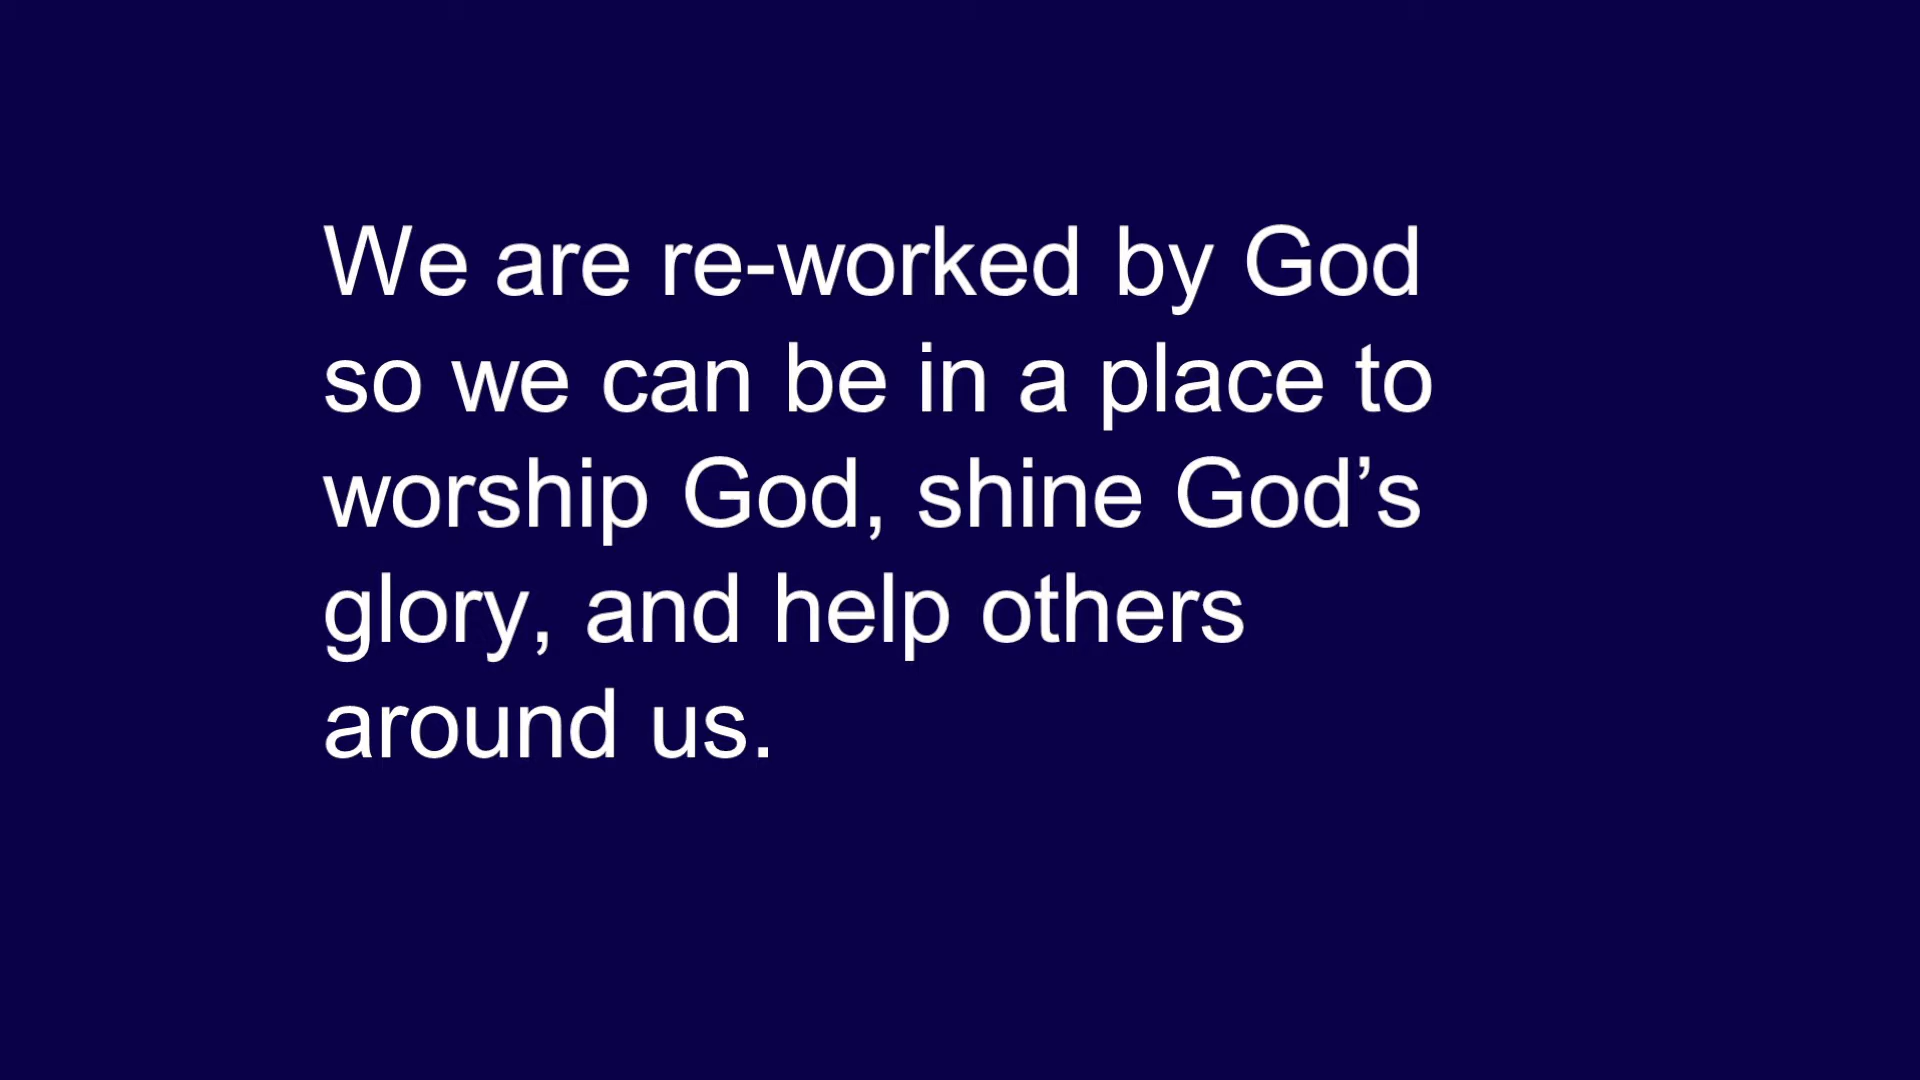 We are re-worked by God
so we can be in a place to
worship God, shine God’s
glory, and help others
around us.